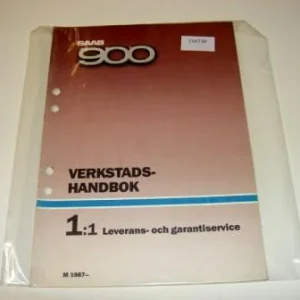 SAAB
900
VERKSTADS-
HANDBOK
1:1 Leverans- och garantiservice
M 1987–